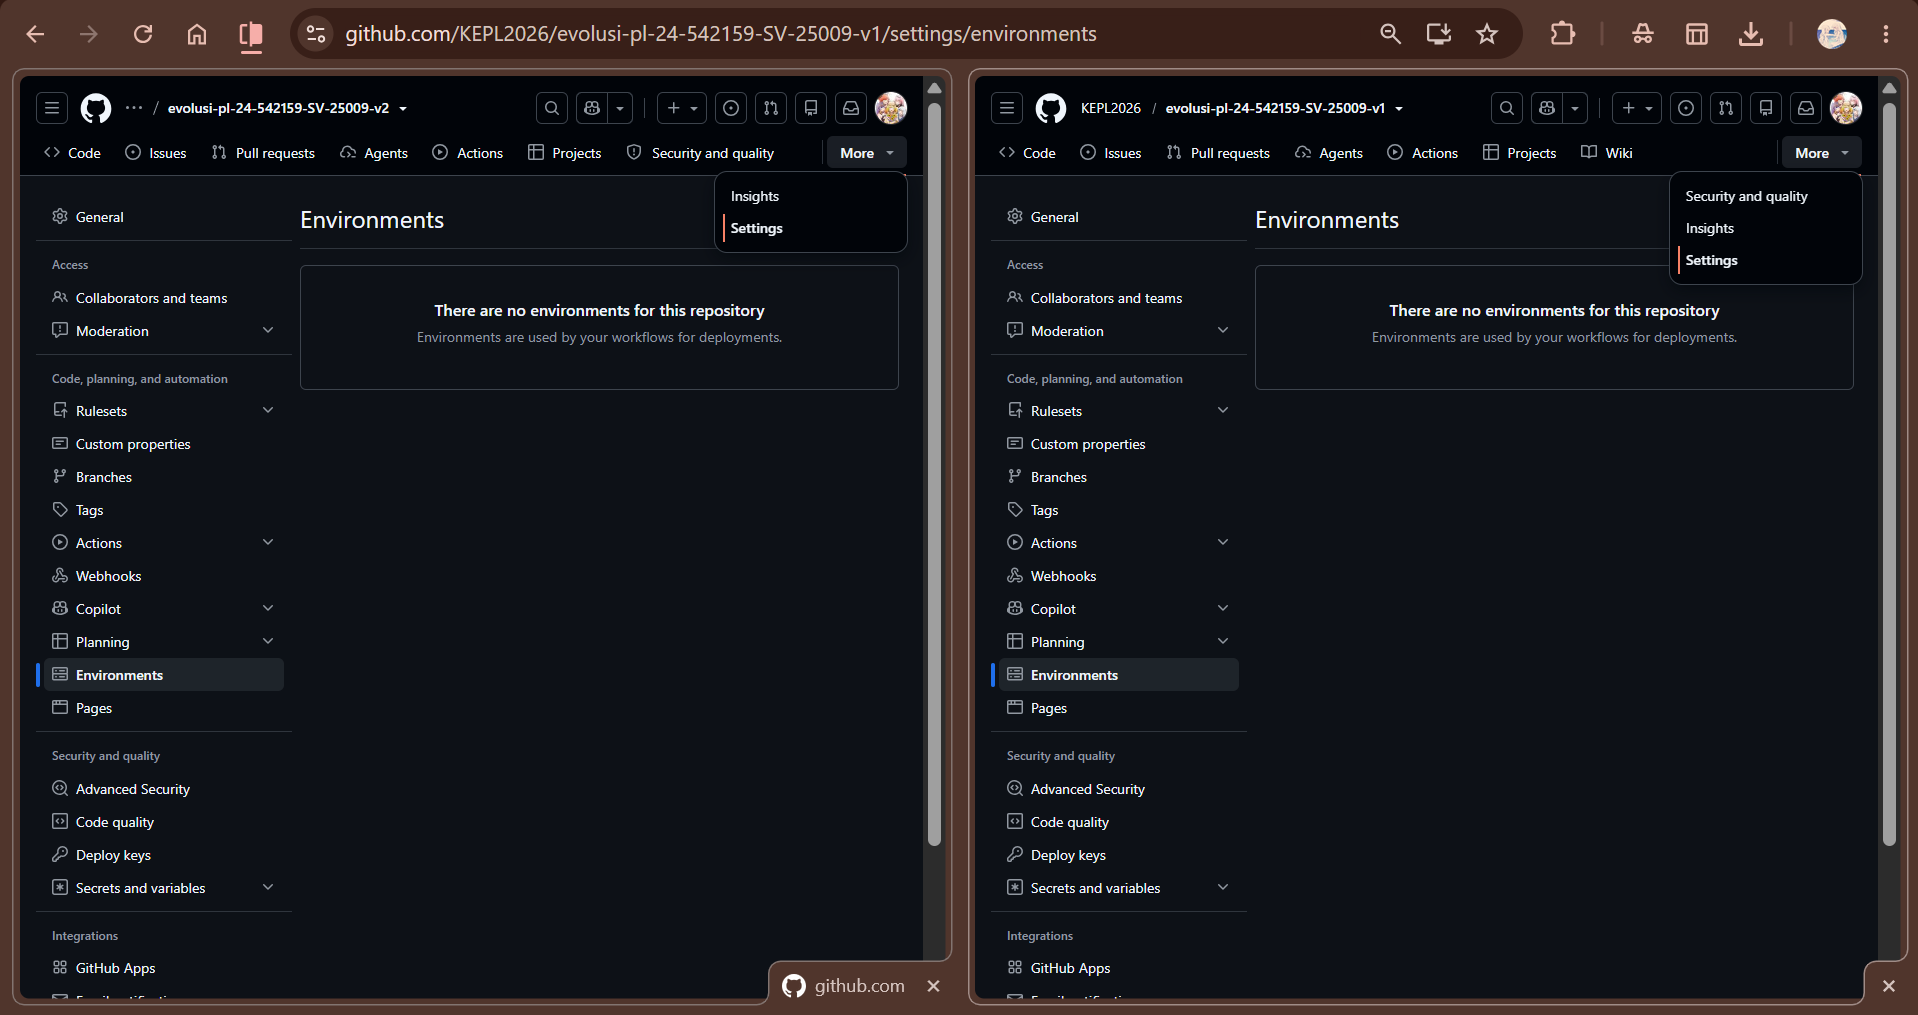 github.com/KEPL2026/evolusi-pl-24-542159-SV-25009-v1/settings/environments
··· / evolusi-pl-24-542159-SV-25009-v2
Code Issues Pull requests Agents Actions Projects Security and quality More
Insights
Settings
General
Environments
Access
Collaborators and teams
Moderation
There are no environments for this repository
Environments are used by your workflows for deployments.
Code, planning, and automation
Rulesets
Custom properties
Branches
Tags
Actions
Webhooks
Copilot
Planning
Environments
Pages
Security and quality
Advanced Security
Code quality
Deploy keys
Secrets and variables
Integrations
GitHub Apps
github.com
KEPL2026 / evolusi-pl-24-542159-SV-25009-v1
Code Issues Pull requests Agents Actions Projects Wiki More
Security and quality
Insights
Settings
General
Environments
Access
Collaborators and teams
Moderation
There are no environments for this repository
Environments are used by your workflows for deployments.
Code, planning, and automation
Rulesets
Custom properties
Branches
Tags
Actions
Webhooks
Copilot
Planning
Environments
Pages
Security and quality
Advanced Security
Code quality
Deploy keys
Secrets and variables
Integrations
GitHub Apps